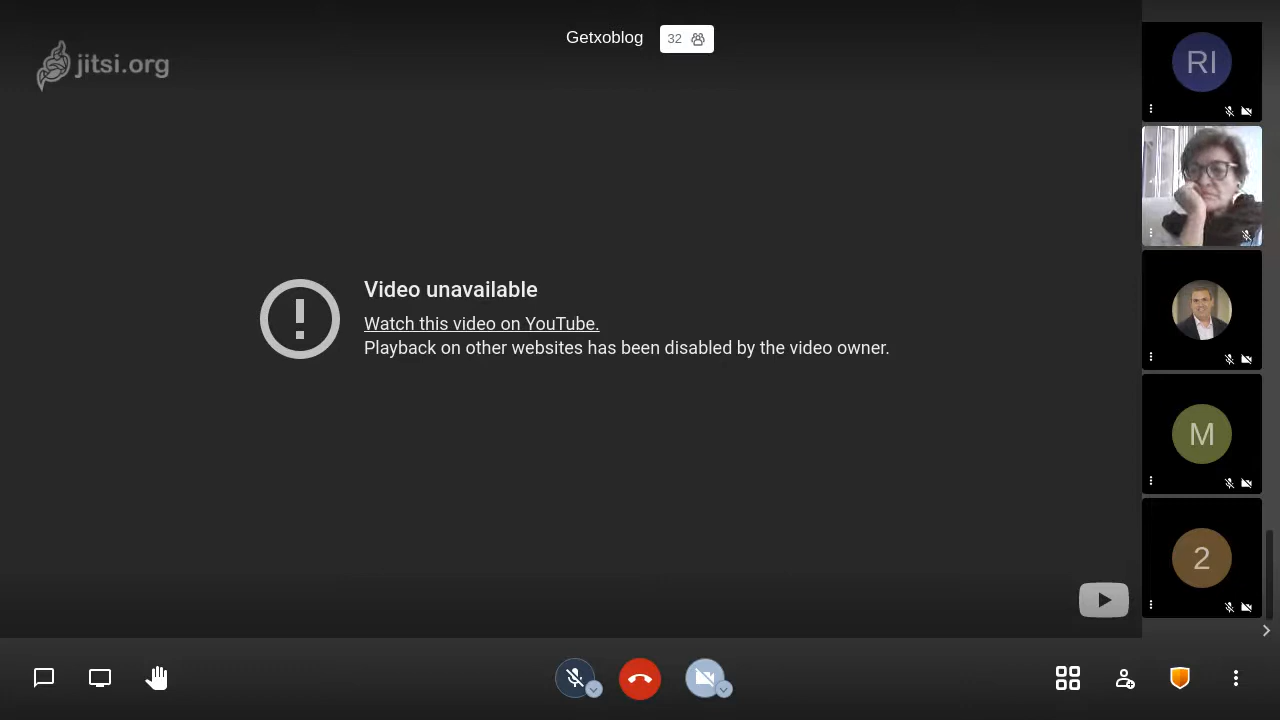 Getxoblog 32
jitsi.org
RI
Video unavailable
Watch this video on YouTube.
Playback on other websites has been disabled by the video owner.
M
2